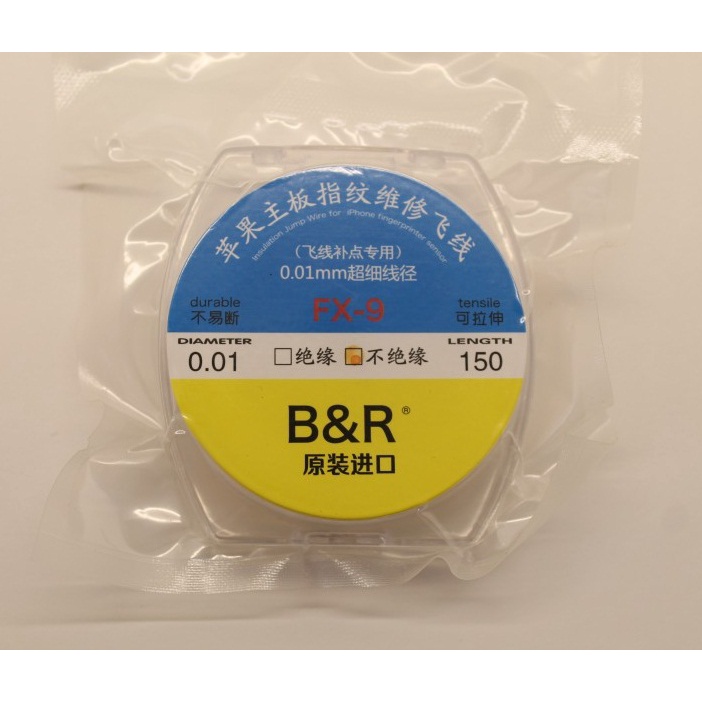 苹果主板指纹维修飞线
Insulation Jump Wire for iPhone fingerprinter sensor
(飞线补点专用)
0.01mm超细线径
FX-9
durable
不易断
tensile
可拉伸
DIAMETER
0.01
□绝缘 □不绝缘
LENGTH
150
B&R®
原装进口